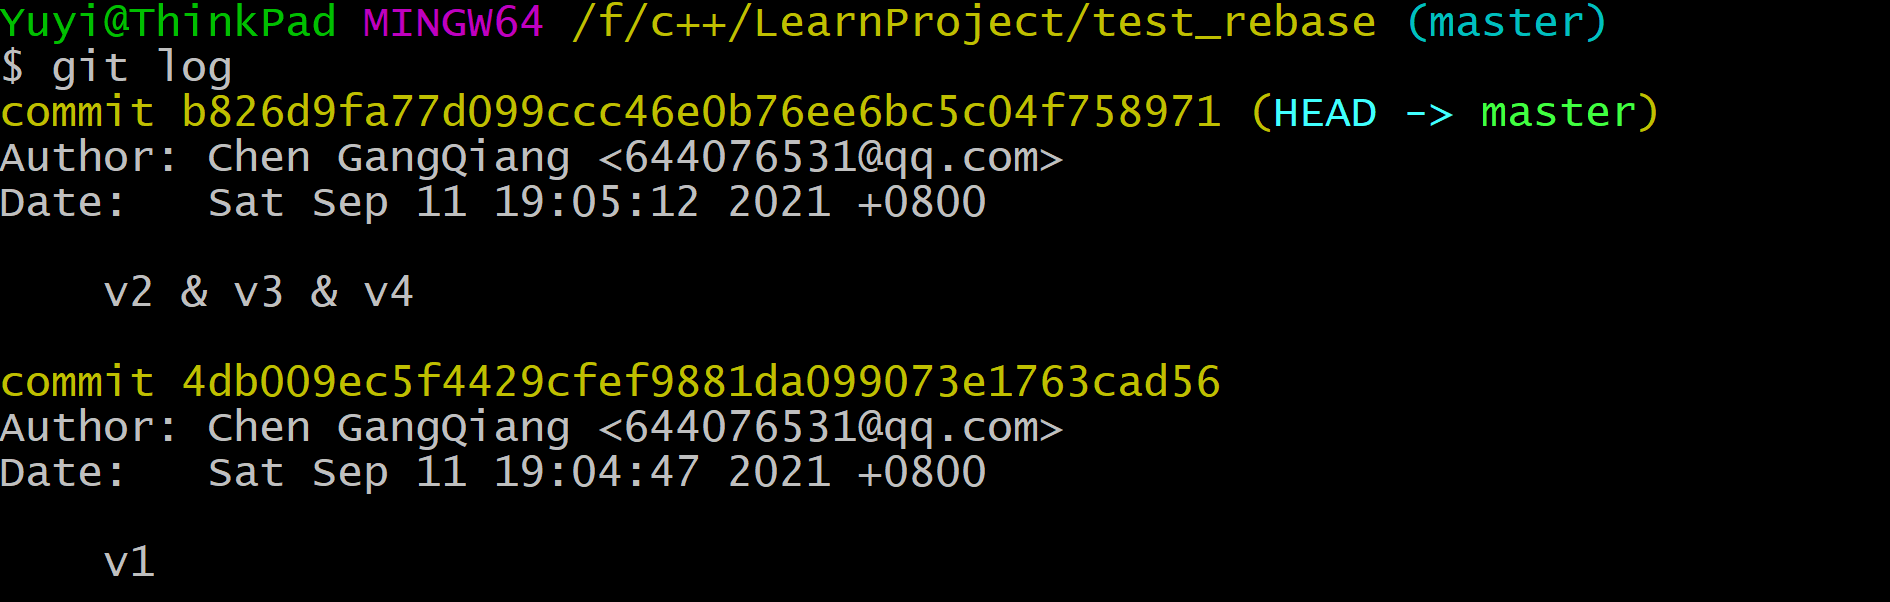 Yuyi@ThinkPad MINGW64 /f/c++/LearnProject/test_rebase (master)
$ git log
commit b826d9fa77d099ccc46e0b76ee6bc5c04f758971 (HEAD -> master)
Author: Chen GangQiang <644076531@qq.com>
Date:   Sat Sep 11 19:05:12 2021 +0800
    v2 & v3 & v4
commit 4db009ec5f4429cfef9881da099073e1763cad56
Author: Chen GangQiang <644076531@qq.com>
Date:   Sat Sep 11 19:04:47 2021 +0800
    v1